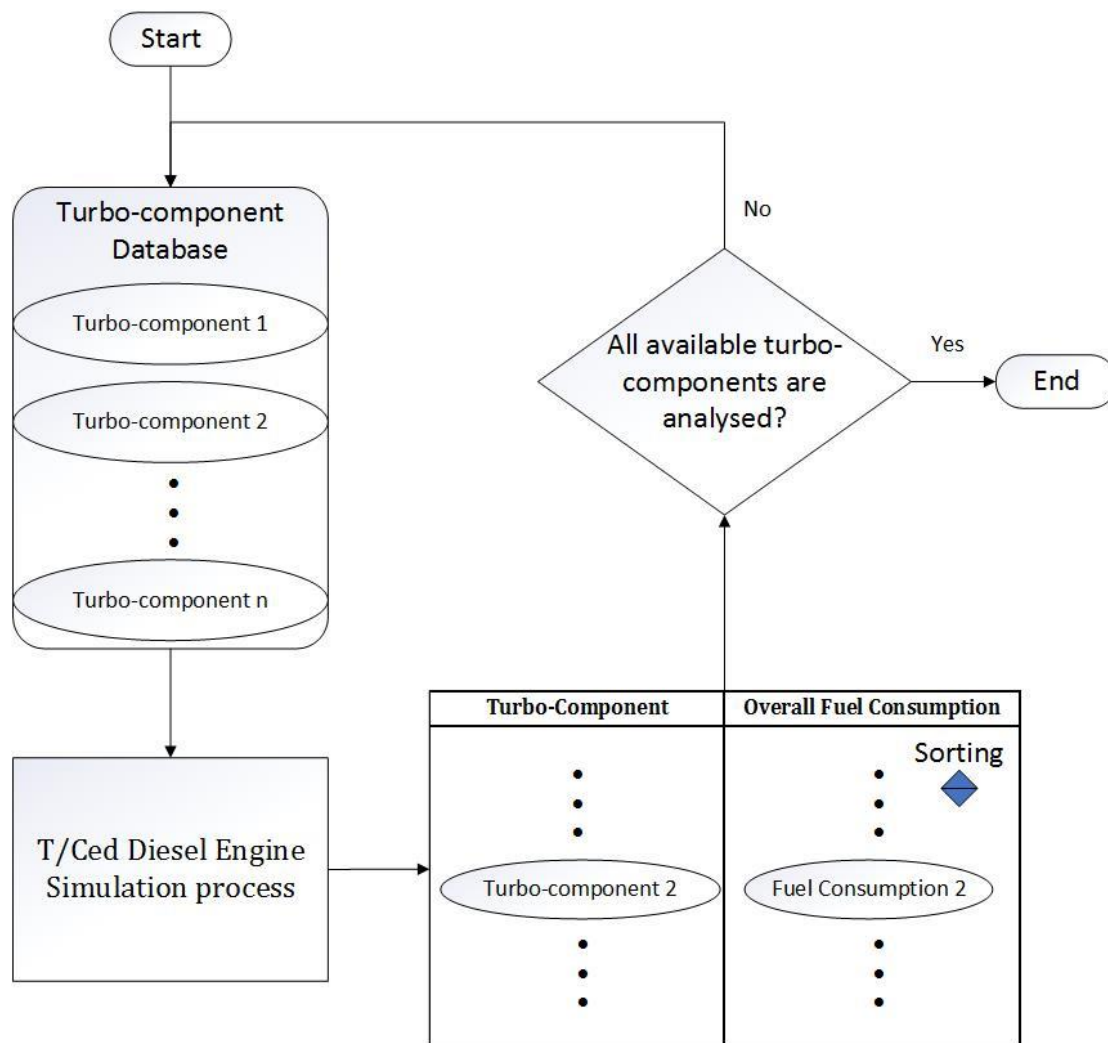 Start
Turbo-component
Database
Turbo-component 1
Turbo-component 2
Turbo-component n
T/Ced Diesel Engine
Simulation process
Turbo-Component
Overall Fuel Consumption
Sorting
Turbo-component 2
Fuel Consumption 2
All available turbo-
components are
analysed?
No
Yes
End